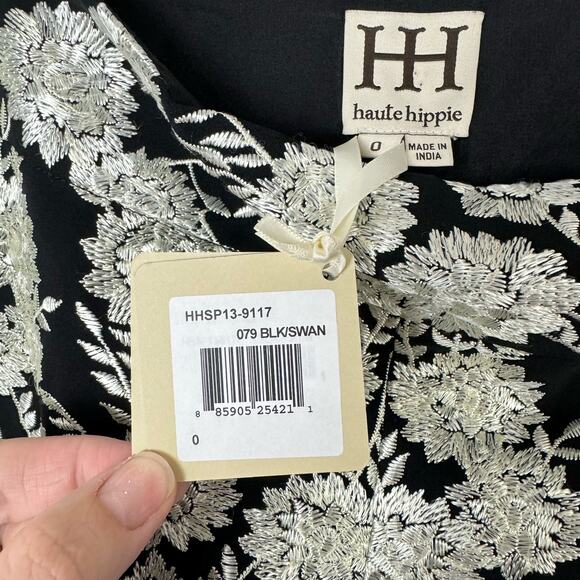 HH
haute hippie
0
MADE IN
INDIA
HHSP13-9117
079 BLK/SWAN
8 85905 25421 1
0